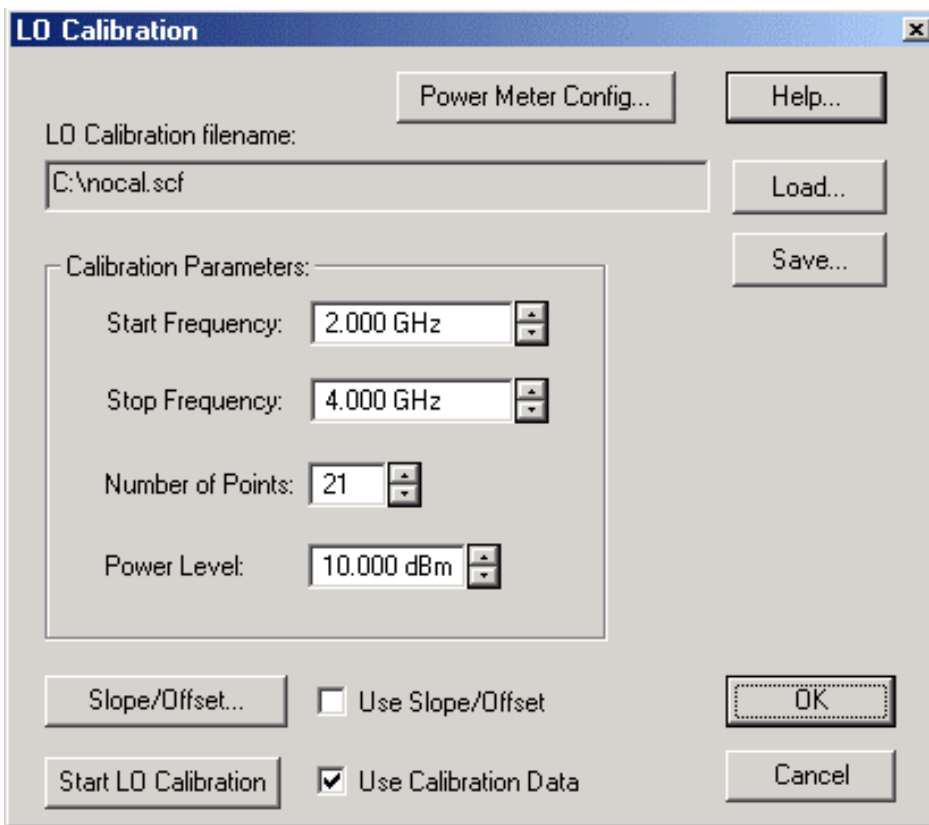 LO Calibration
Power Meter Config...
Help...
LO Calibration filename:
C:\nocal.scf
Load...
Save...
Calibration Parameters:
Start Frequency: 2.000 GHz
Stop Frequency: 4.000 GHz
Number of Points: 21
Power Level: 10.000 dBm
Slope/Offset... Use Slope/Offset
OK
Start LO Calibration Use Calibration Data
Cancel